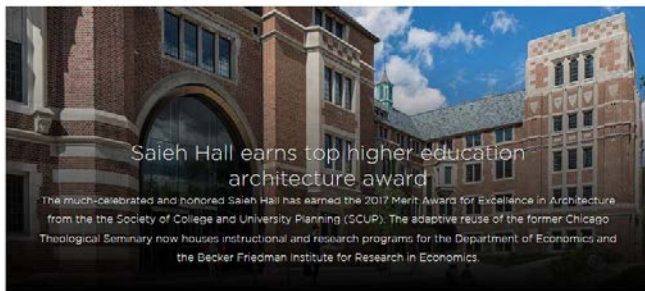 Saieh Hall earns top higher education
architecture award
The much-celebrated and honored Saieh Hall has earned the 2017 Merit Award for Excellence in Architecture
from the the Society of College and University Planning (SCUP). The adaptive reuse of the former Chicago
Theological Seminary now houses instructional and research programs for the Department of Economics and
the Becker Friedman Institute for Research in Economics.